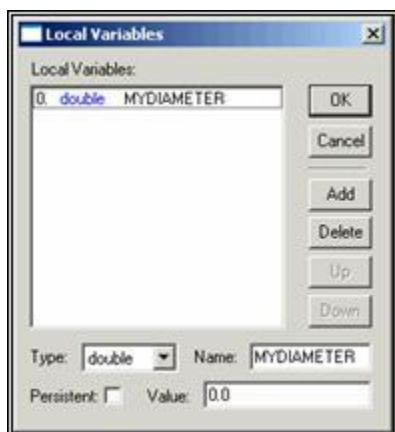 Local Variables
Local Variables:
0. double MYDIAMETER
OK
Cancel
Add
Delete
Up
Down
Type: double Name: MYDIAMETER
Persistent: Value: 0.0